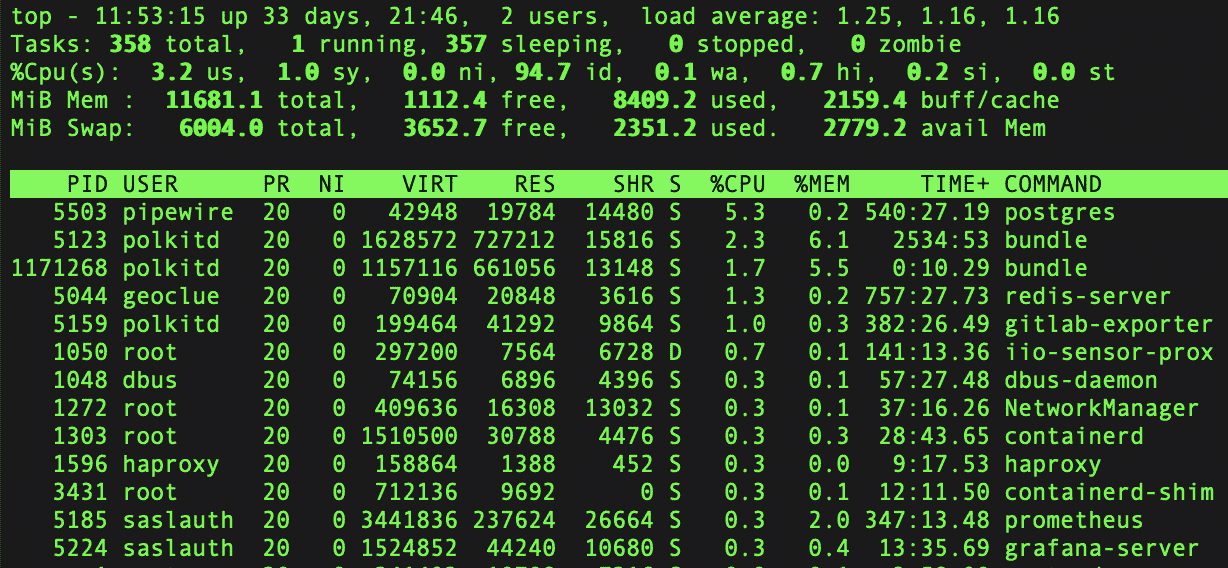 top - 11:53:15 up 33 days, 21:46,  2 users,  load average: 1.25, 1.16, 1.16
Tasks: 358 total,   1 running, 357 sleeping,   0 stopped,   0 zombie
%Cpu(s):  3.2 us,  1.0 sy,  0.0 ni, 94.7 id,  0.1 wa,  0.7 hi,  0.2 si,  0.0 st
MiB Mem :  11681.1 total,   1112.4 free,   8409.2 used,   2159.4 buff/cache
MiB Swap:   6004.0 total,   3652.7 free,   2351.2 used.   2779.2 avail Mem
    PID USER      PR  NI    VIRT    RES    SHR S  %CPU  %MEM     TIME+ COMMAND
   5503 pipewire  20   0   42948  19784  14480 S   5.3   0.2 540:27.19 postgres
   5123 polkitd   20   0 1628572 727212  15816 S   2.3   6.1   2534:53 bundle
1171268 polkitd   20   0 1157116 661056  13148 S   1.7   5.5   0:10.29 bundle
   5044 geoclue   20   0   70904  20848   3616 S   1.3   0.2 757:27.73 redis-server
   5159 polkitd   20   0  199464  41292   9864 S   1.0   0.3 382:26.49 gitlab-exporter
   1050 root      20   0  297200   7564   6728 D   0.7   0.1 141:13.36 iio-sensor-prox
   1048 dbus      20   0   74156   6896   4396 S   0.3   0.1  57:27.48 dbus-daemon
   1272 root      20   0  409636  16308  13032 S   0.3   0.1  37:16.26 NetworkManager
   1303 root      20   0 1510500  30788   4476 S   0.3   0.3  28:43.65 containerd
   1596 haproxy   20   0  158864   1388    452 S   0.3   0.0   9:17.53 haproxy
   3431 root      20   0  712136   9692      0 S   0.3   0.1  12:11.50 containerd-shim
   5185 saslauth  20   0 3441836 237624  26664 S   0.3   2.0 347:13.48 prometheus
   5224 saslauth  20   0 1524852  44240  10680 S   0.3   0.4  13:35.69 grafana-server